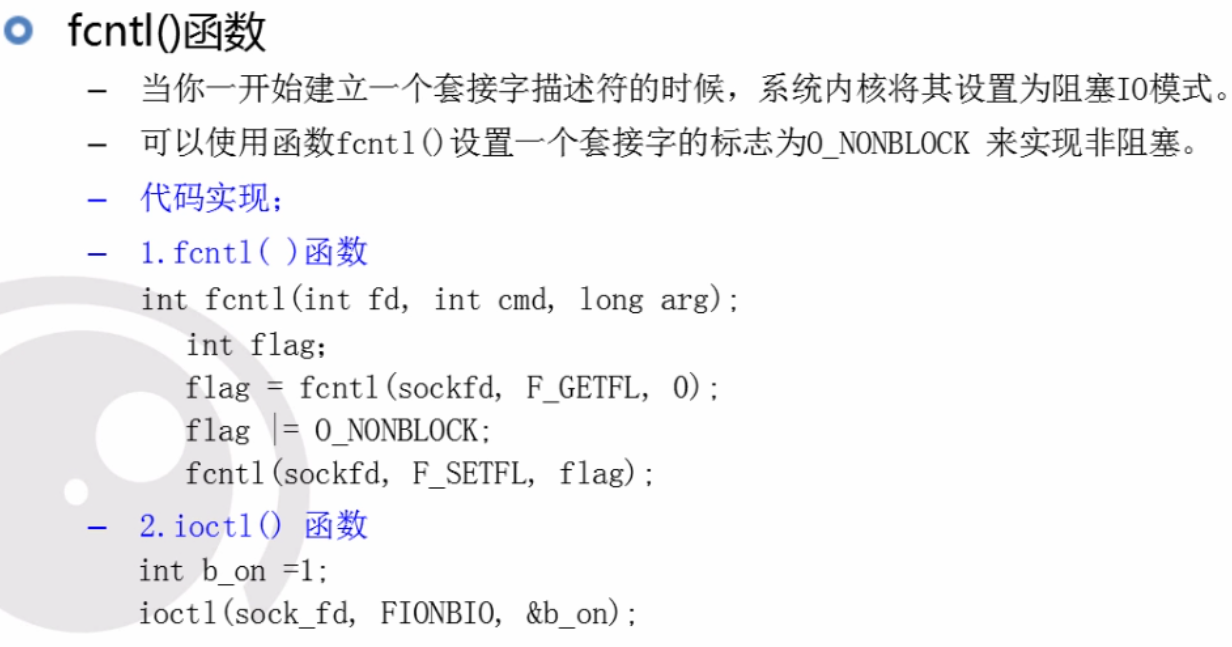 fcntl()函数
– 当你一开始建立一个套接字描述符的时候，系统内核将其设置为阻塞IO模式。
– 可以使用函数fcntl()设置一个套接字的标志为O_NONBLOCK 来实现非阻塞。
– 代码实现;
– 1.fcntl( )函数
int fcntl(int fd, int cmd, long arg);
int flag;
flag = fcntl(sockfd, F_GETFL, 0);
flag |= O_NONBLOCK;
fcntl(sockfd, F_SETFL, flag);
– 2.ioctl() 函数
int b_on =1;
ioctl(sock_fd, FIONBIO, &b_on);